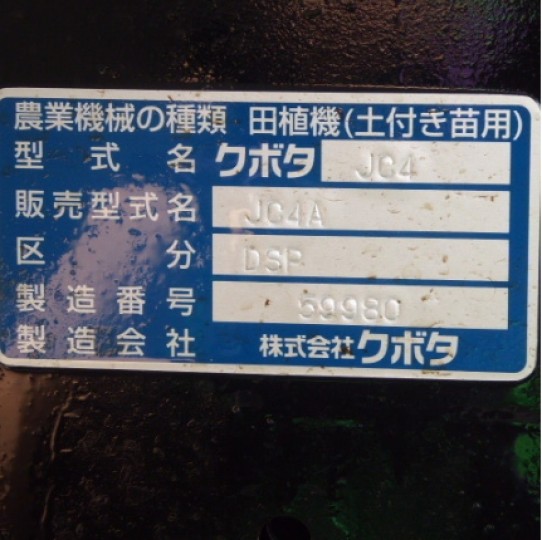 農業機械の種類 田植機(土付き苗用)
型式名 クボタ JC4
販売型式名 JC4A
区分 DSP
製造番号 59980
製造会社 株式会社クボタ